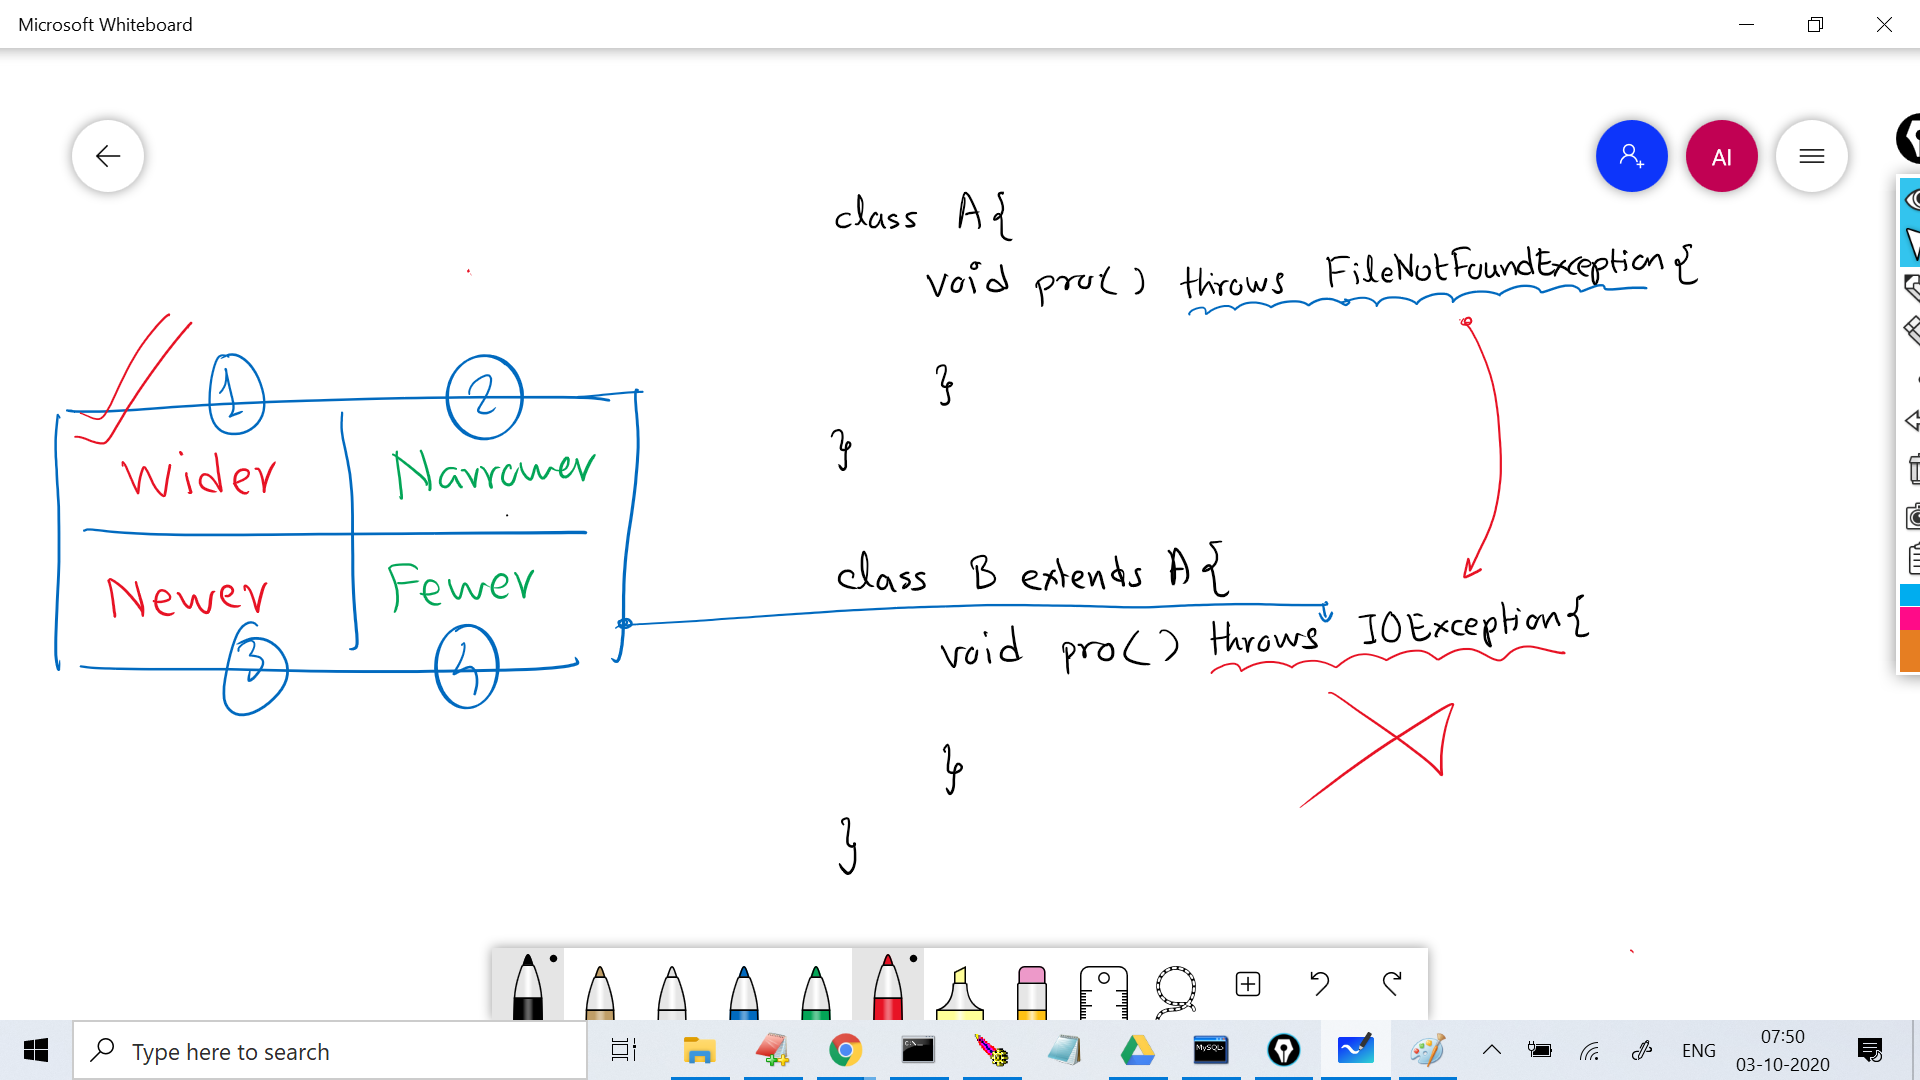 Microsoft Whiteboard
AI
class A{
void pro() throws FileNotFoundException{
}
}
1 2
Wider Narrower
Newer Fewer
3 4
class B extends A{
void pro() throws IOException{
}
}
Type here to search
C:\.
MySQL
ENG
07:50
03-10-2020